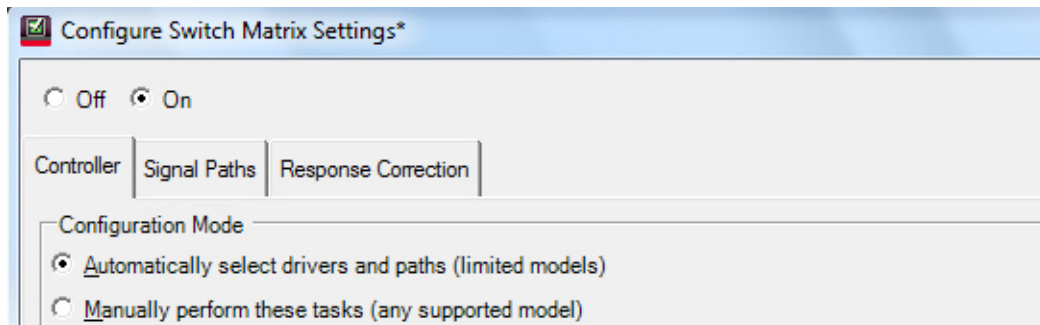 Configure Switch Matrix Settings*
Off On
Controller Signal Paths Response Correction
Configuration Mode
Automatically select drivers and paths (limited models)
Manually perform these tasks (any supported model)